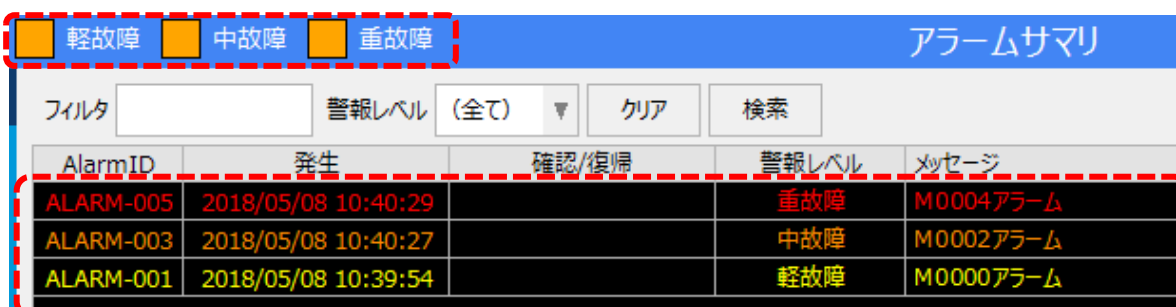 軽故障 中故障 重故障 アラームサマリ
フィルタ 警報レベル (全て) クリア 検索
AlarmID 発生 確認/復帰 警報レベル メッセージ
ALARM-005 2018/05/08 10:40:29 重故障 M0004アラーム
ALARM-003 2018/05/08 10:40:27 中故障 M0002アラーム
ALARM-001 2018/05/08 10:39:54 軽故障 M0000アラーム